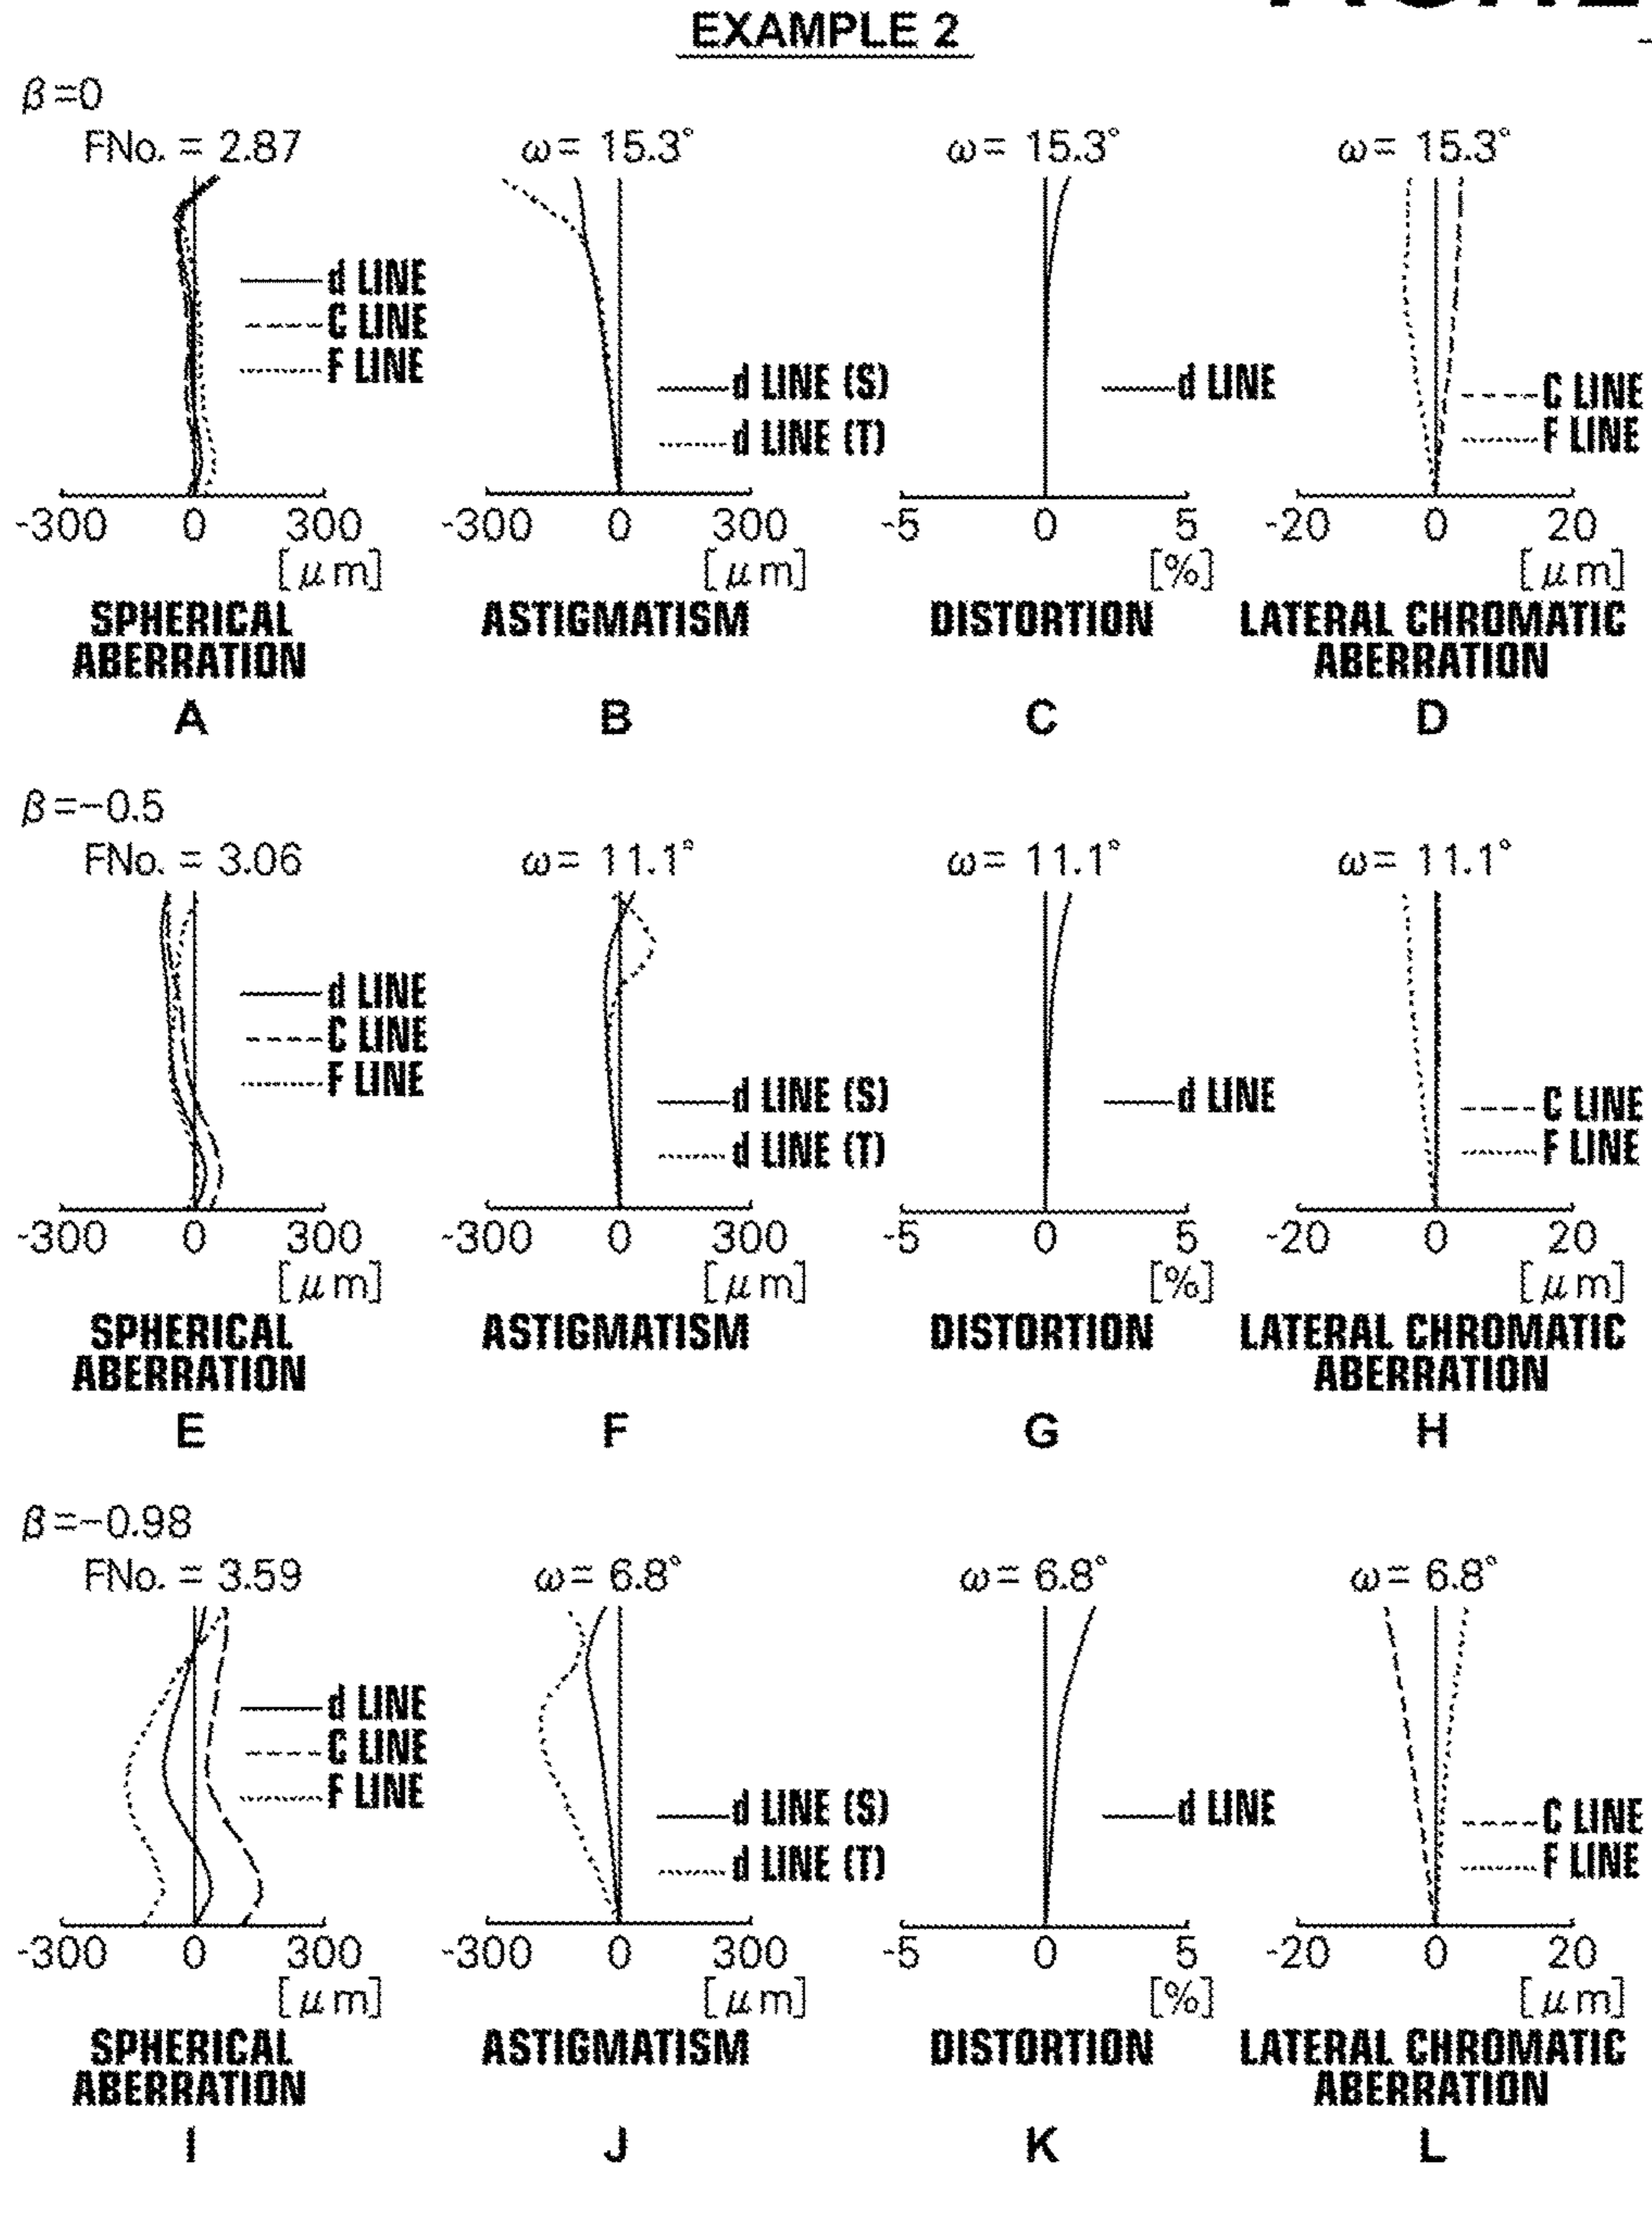 EXAMPLE 2
β=0
FNo. = 2.87
ω= 15.3°
ω= 15.3°
ω= 15.3°
d LINE
C LINE
F LINE
d LINE (S)
d LINE (T)
d LINE
C LINE
F LINE
-300 0 300
[μm]
-300 0 300
[μm]
-5 0 5
[%]
-20 0 20
[μm]
SPHERICAL
ABERRATION
ASTIGMATISM
DISTORTION
LATERAL CHROMATIC
ABERRATION
A
B
C
D
β=-0.5
FNo. = 3.06
ω= 11.1°
ω= 11.1°
ω= 11.1°
d LINE
C LINE
F LINE
d LINE (S)
d LINE (T)
d LINE
C LINE
F LINE
-300 0 300
[μm]
-300 0 300
[μm]
-5 0 5
[%]
-20 0 20
[μm]
SPHERICAL
ABERRATION
ASTIGMATISM
DISTORTION
LATERAL CHROMATIC
ABERRATION
E
F
G
H
β=-0.98
FNo. = 3.59
ω= 6.8°
ω= 6.8°
ω= 6.8°
d LINE
C LINE
F LINE
d LINE (S)
d LINE (T)
d LINE
C LINE
F LINE
-300 0 300
[μm]
-300 0 300
[μm]
-5 0 5
[%]
-20 0 20
[μm]
SPHERICAL
ABERRATION
ASTIGMATISM
DISTORTION
LATERAL CHROMATIC
ABERRATION
I
J
K
L